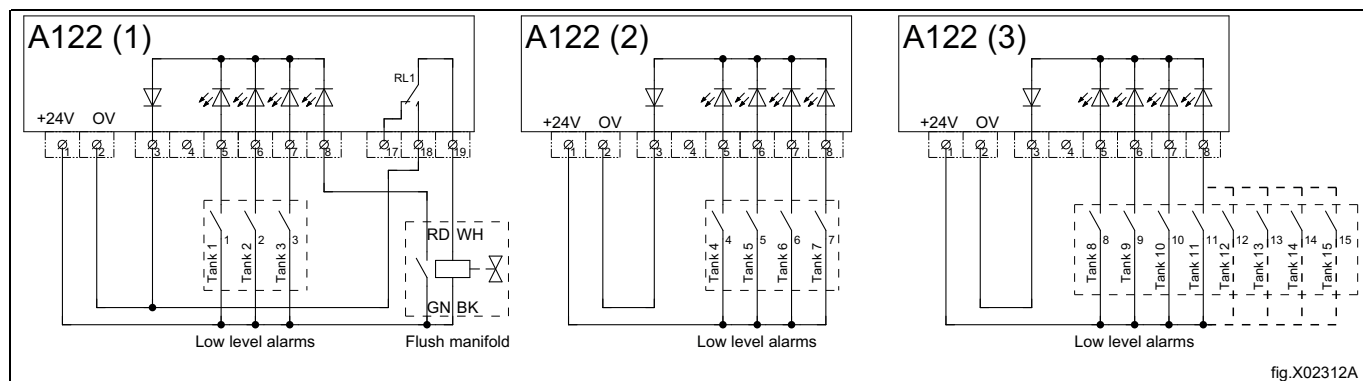 A122 (1)
RL1
+24V 0V
1 2 3 4 5 6 7 8 17 18 19
Tank 1 1 Tank 2 2 Tank 3 3
RD WH
GN BK
Low level alarms
Flush manifold
A122 (2)
+24V 0V
1 2 3 4 5 6 7 8
Tank 4 4 Tank 5 5 Tank 6 6 Tank 7 7
Low level alarms
A122 (3)
+24V 0V
1 2 3 4 5 6 7 8
Tank 8 8 Tank 9 9 Tank 10 10 Tank 11 11 Tank 12 12 Tank 13 13 Tank 14 14 Tank 15 15
Low level alarms
fig.X02312A